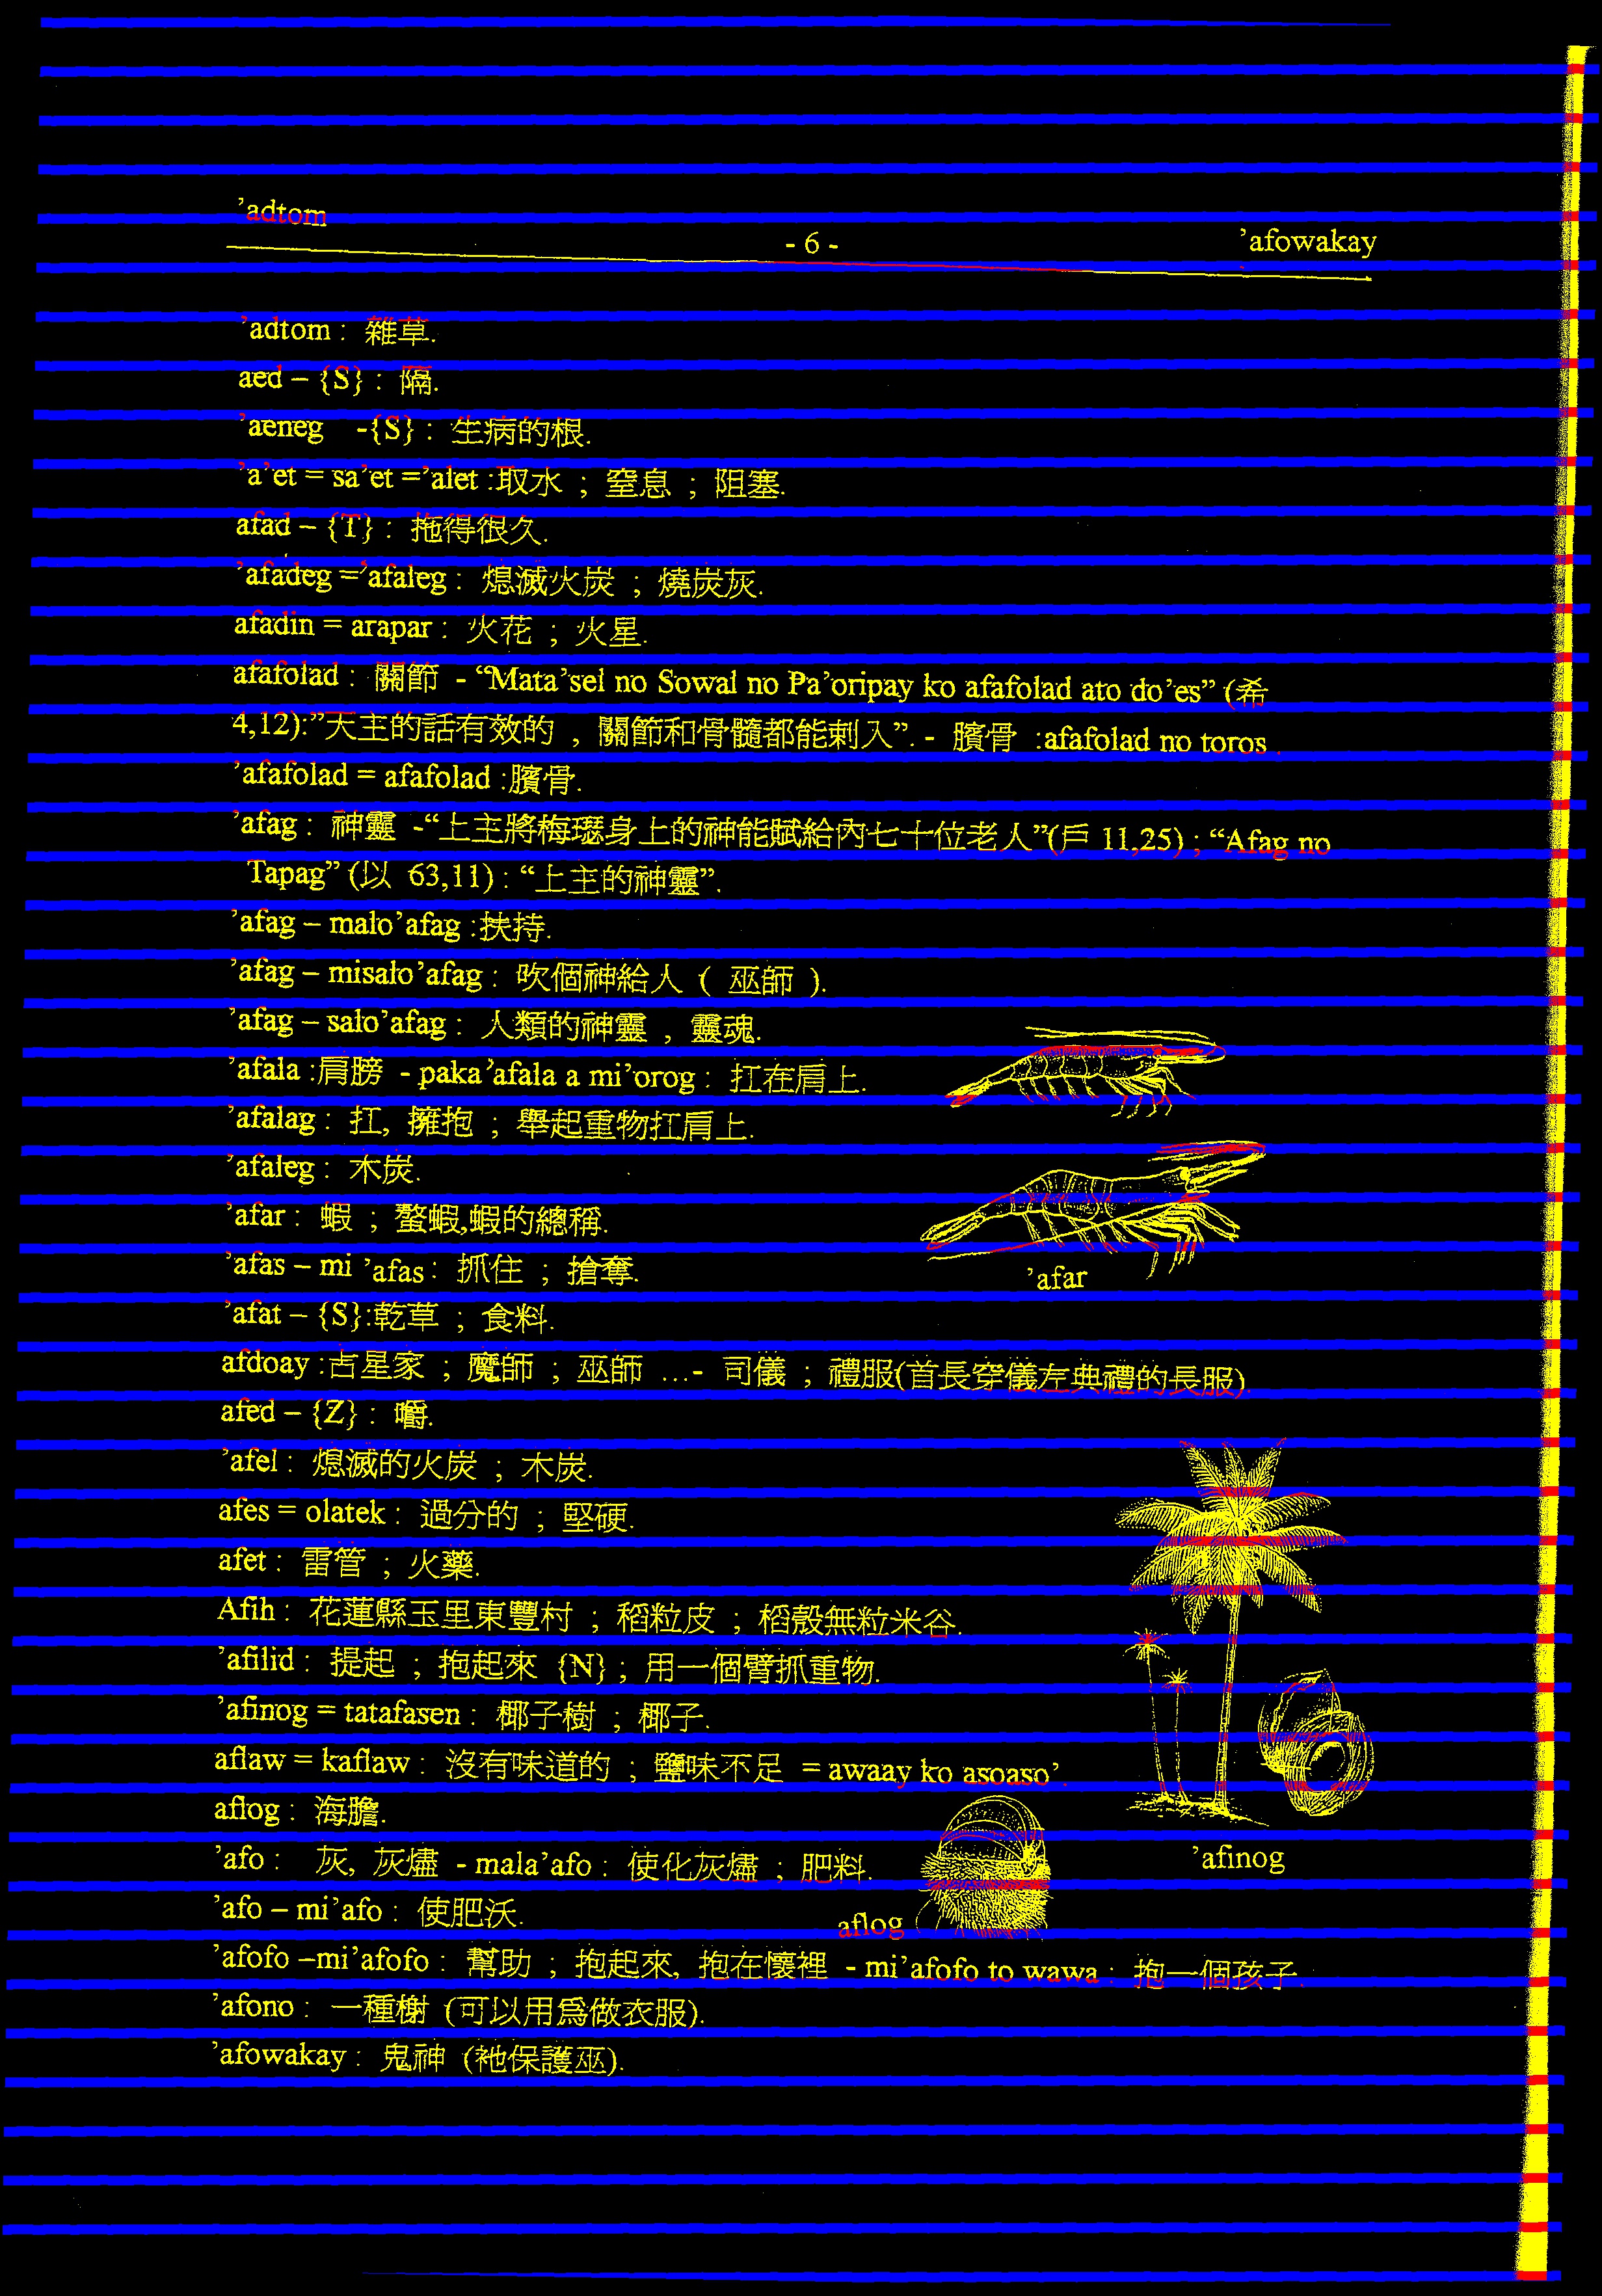 ’adtom
- 6 -
’afowakay
’adtom : 雜草.
aed – {S} : 隔.
’aeneg -{S} : 生病的根.
’a’et = sa’et =’alet :取水 ; 窒息 ; 阻塞.
afad – {T} : 拖得很久.
’afadeg =’afaleg : 熄滅火炭 ; 燒炭灰.
afadin = arapar : 火花 ; 火星.
afafolad : 關節 - “Mata’sel no Sowal no Pa’oripay ko afafolad ato do’es” (希
4,12):”天主的話有效的 , 關節和骨髓都能刺入”. - 臏骨 :afafolad no toros .
’afafolad = afafolad :臏骨.
’afag : 神靈 -“上主將梅瑟身上的神能賦給內七十位老人”(戶 11,25) ; “Afag no
Tapag” (以 63,11) : “上主的神靈”.
’afag – malo’afag :扶持.
’afag – misalo’afag : 吹個神給人 ( 巫師 ).
’afag – salo’afag : 人類的神靈 , 靈魂.
’afala :肩膀 - paka’afala a mi’orog : 扛在肩上.
’afalag : 扛, 擁抱 ; 舉起重物扛肩上.
’afaleg : 木炭.
’afar : 蝦 ; 螯蝦,蝦的總稱.
’afas – mi ’afas : 抓住 ; 搶奪.
’afar
’afat – {S}:乾草 ; 食料.
afdoay :占星家 ; 魔師 ; 巫師 ...- 司儀 ; 禮服(首長穿儀左典禮的長服).
afed – {Z} : 嚼.
’afel : 熄滅的火炭 ; 木炭.
afes = olatek : 過分的 ; 堅硬.
afet : 雷管 ; 火藥.
Afih : 花蓮縣玉里東豐村 ; 稻粒皮 ; 稻殼無粒米谷.
’afilid : 提起 ; 抱起來 {N} ; 用一個臂抓重物.
’afinog = tatafasen : 椰子樹 ; 椰子.
aflaw = kaflaw : 沒有味道的 ; 鹽味不足 = awaay ko asoaso’.
aflog : 海膽.
’afo : 灰, 灰燼 - mala’afo : 使化灰燼 ; 肥料.
’afinog
’afo – mi’afo : 使肥沃.
aflog
’afofo –mi’afofo : 幫助 ; 抱起來, 抱在懷裡 - mi’afofo to wawa : 抱一個孩子.
’afono : 一種樹 (可以用爲做衣服).
’afowakay : 鬼神 (祂保護巫).